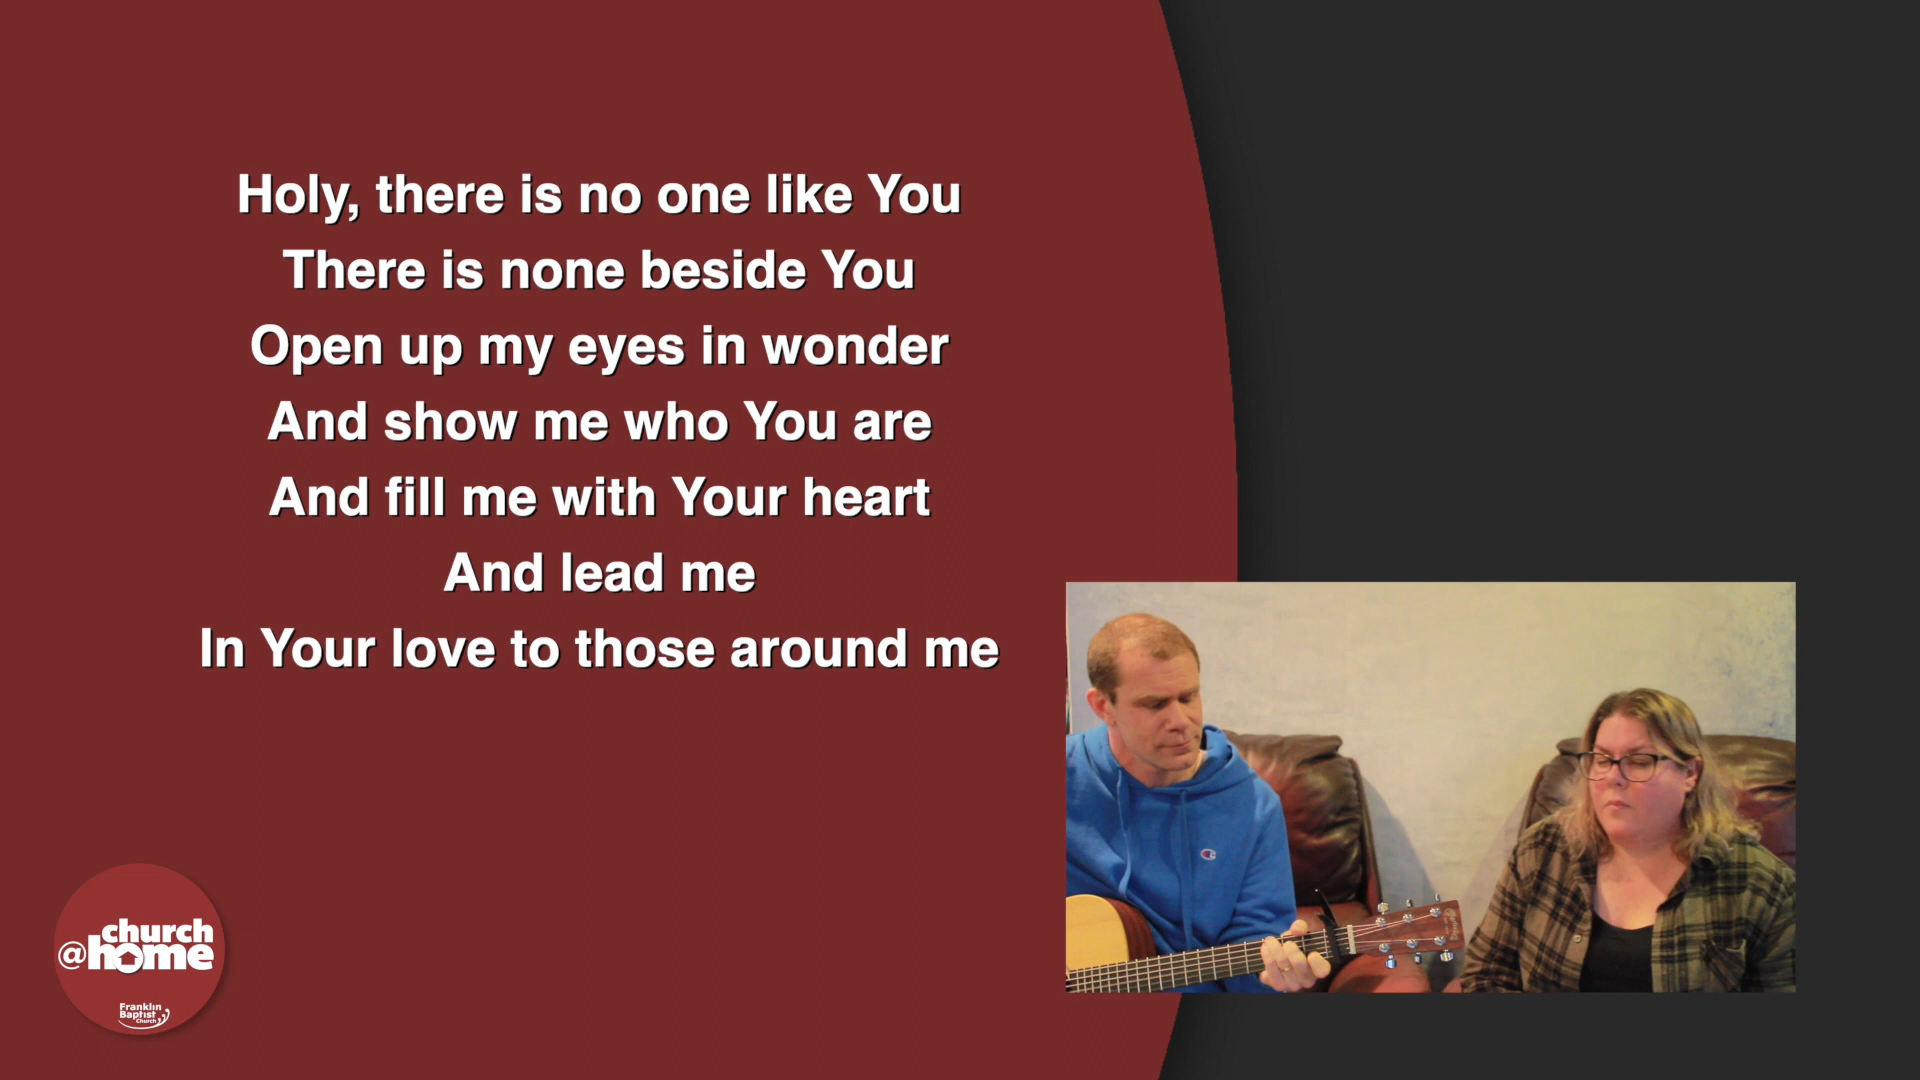 Holy, there is no one like You
There is none beside You
Open up my eyes in wonder
And show me who You are
And fill me with Your heart
And lead me
In Your love to those around me
church
@home
Franklin
Baptist
Church